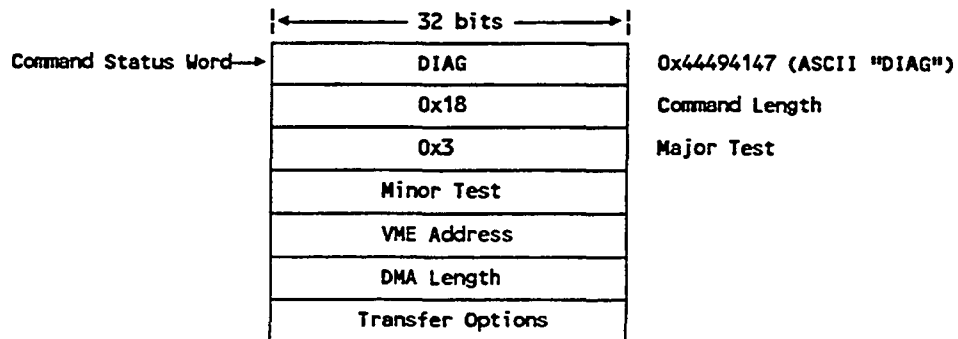 32 bits
Command Status Word DIAG 0x44494147 (ASCII "DIAG")
0x18 Command Length
0x3 Major Test
Minor Test
VME Address
DMA Length
Transfer Options